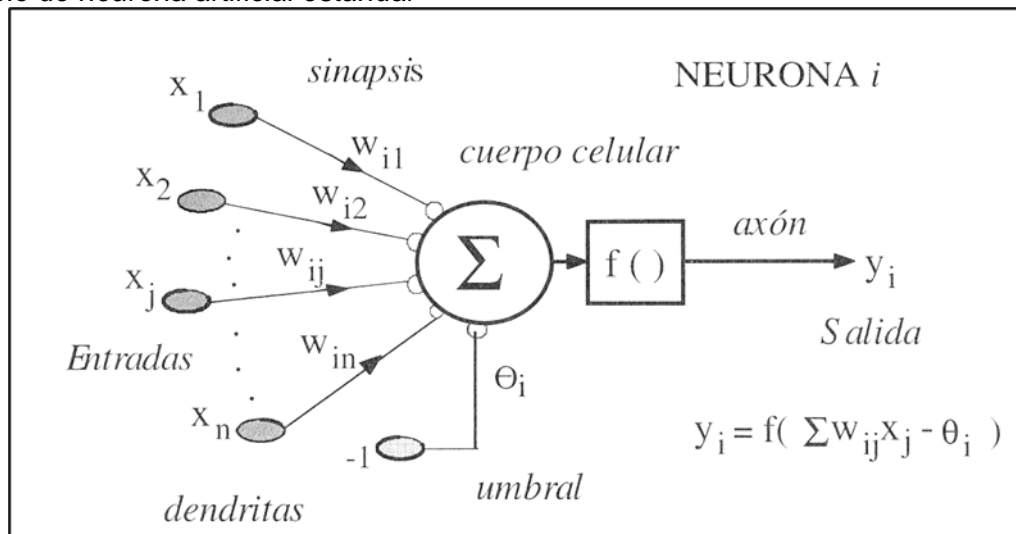 sinapsis
NEURONA i
x1
wi1
cuerpo celular
x2
wi2
axón
Σ
f ( )
yi
xj
wij
Salida
Entradas
win
Θi
xn
-1
yi = f( Σwijxj - θi )
umbral
dendritas